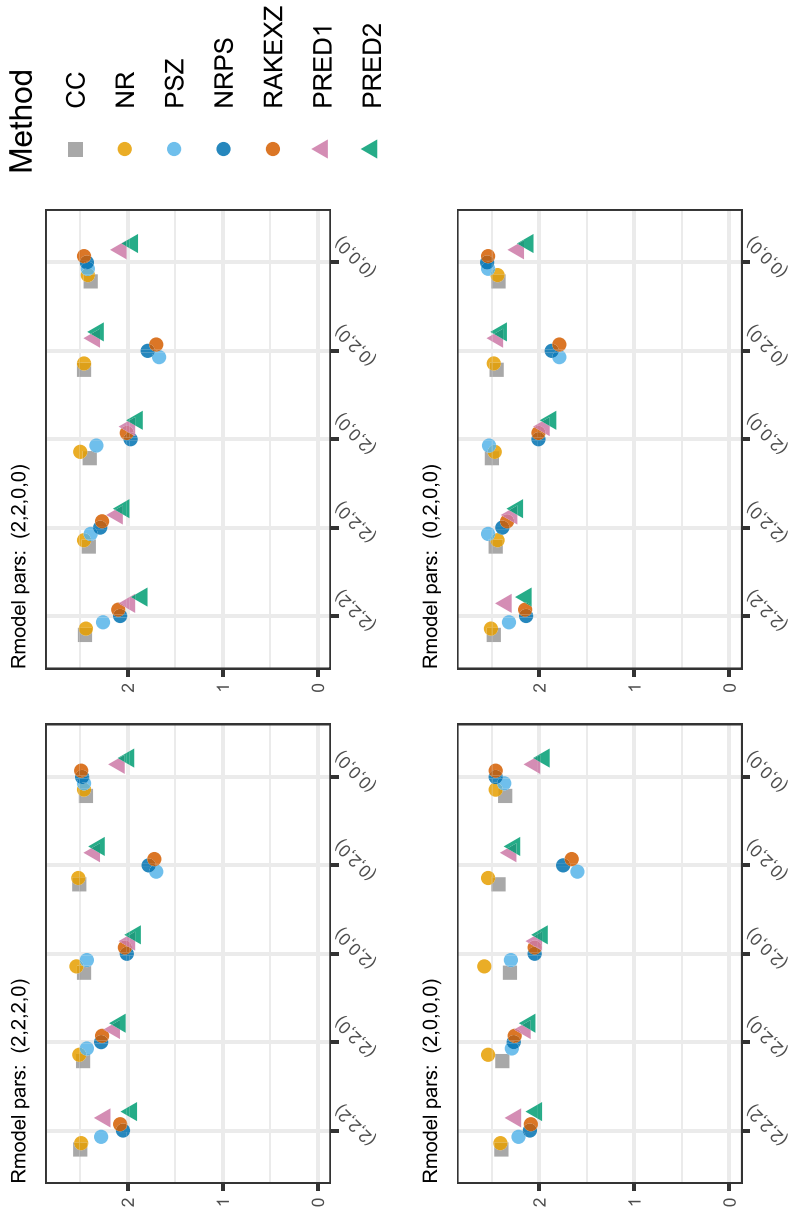 Rmodel pars: (2,2,2,0)
2
1
0
(2,2,2)
(2,2,0)
(2,0,0)
(0,2,0)
(0,0,0)
Rmodel pars: (2,2,0,0)
2
1
0
(2,2,2)
(2,2,0)
(2,0,0)
(0,2,0)
(0,0,0)
Rmodel pars: (2,0,0,0)
2
1
0
(2,2,2)
(2,2,0)
(2,0,0)
(0,2,0)
(0,0,0)
Rmodel pars: (0,2,0,0)
2
1
0
(2,2,2)
(2,2,0)
(2,0,0)
(0,2,0)
(0,0,0)
Method
CC
NR
PSZ
NRPS
RAKEXZ
PRED1
PRED2